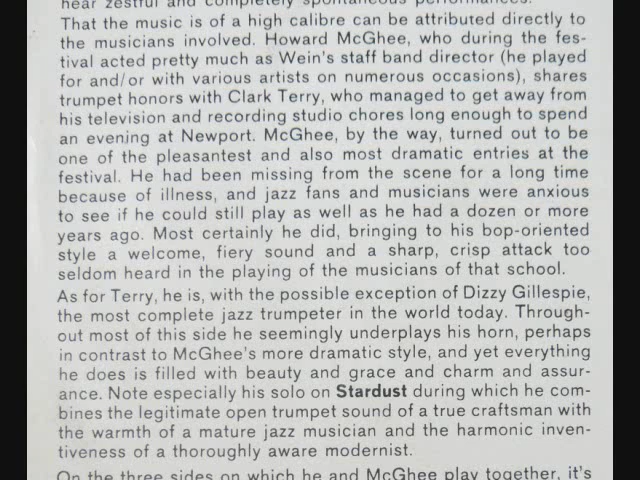 hear zestful and completely spontaneous performances.
That the music is of a high calibre can be attributed directly to
the musicians involved. Howard McGhee, who during the fes-
tival acted pretty much as Wein's staff band director (he played
for and/or with various artists on numerous occasions), shares
trumpet honors with Clark Terry, who managed to get away from
his television and recording studio chores long enough to spend
an evening at Newport. McGhee, by the way, turned out to be
one of the pleasantest and also most dramatic entries at the
festival. He had been missing from the scene for a long time
because of illness, and jazz fans and musicians were anxious
to see if he could still play as well as he had a dozen or more
years ago. Most certainly he did, bringing to his bop-oriented
style a welcome, fiery sound and a sharp, crisp attack too
seldom heard in the playing of the musicians of that school.
As for Terry, he is, with the possible exception of Dizzy Gillespie,
the most complete jazz trumpeter in the world today. Through-
out most of this side he seemingly underplays his horn, perhaps
in contrast to McGhee's more dramatic style, and yet everything
he does is filled with beauty and grace and charm and assur-
ance. Note especially his solo on Stardust during which he com-
bines the legitimate open trumpet sound of a true craftsman with
the warmth of a mature jazz musician and the harmonic inven-
tiveness of a thoroughly aware modernist.
On the three sides on which he and McGhee play together, it's